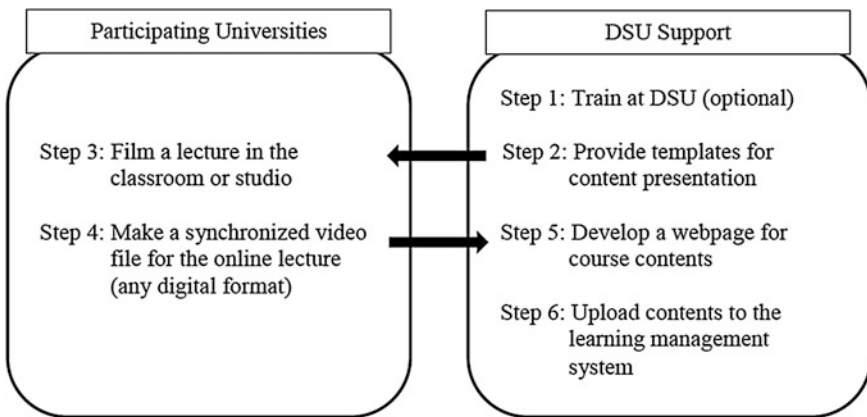 Participating Universities
Step 3: Film a lecture in the
classroom or studio
Step 4: Make a synchronized video
file for the online lecture
(any digital format)
DSU Support
Step 1: Train at DSU (optional)
Step 2: Provide templates for
content presentation
Step 5: Develop a webpage for
course contents
Step 6: Upload contents to the
learning management
system